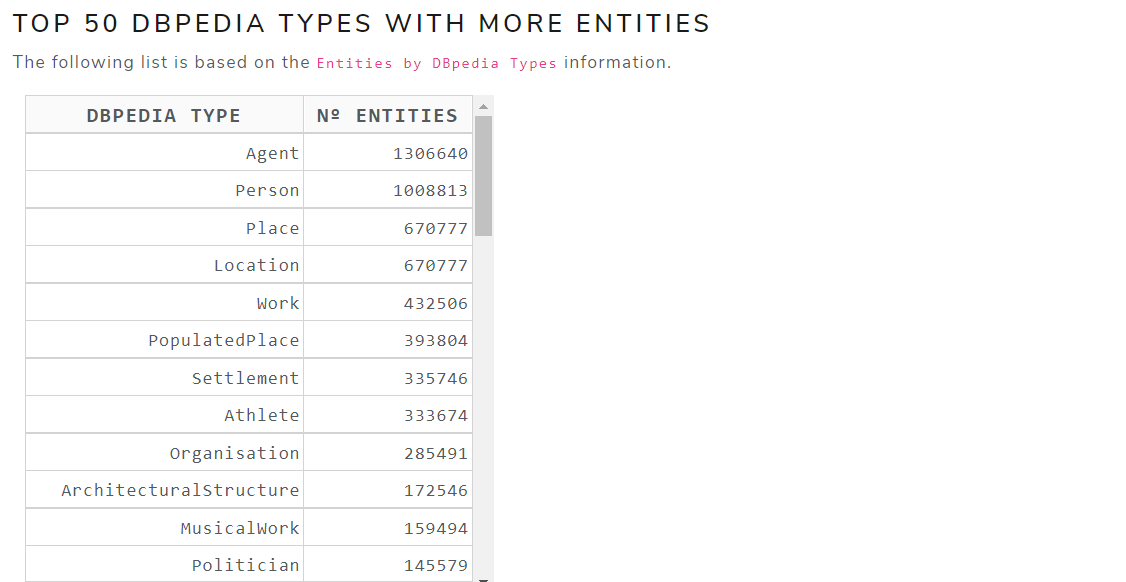 TOP 50 DBPEDIA TYPES WITH MORE ENTITIES
The following list is based on the Entities by DBpedia Types information.
DBPEDIA TYPE Nº ENTITIES
Agent 1306640
Person 1008813
Place 670777
Location 670777
Work 432506
PopulatedPlace 393804
Settlement 335746
Athlete 333674
Organisation 285491
ArchitecturalStructure 172546
MusicalWork 159494
Politician 145579